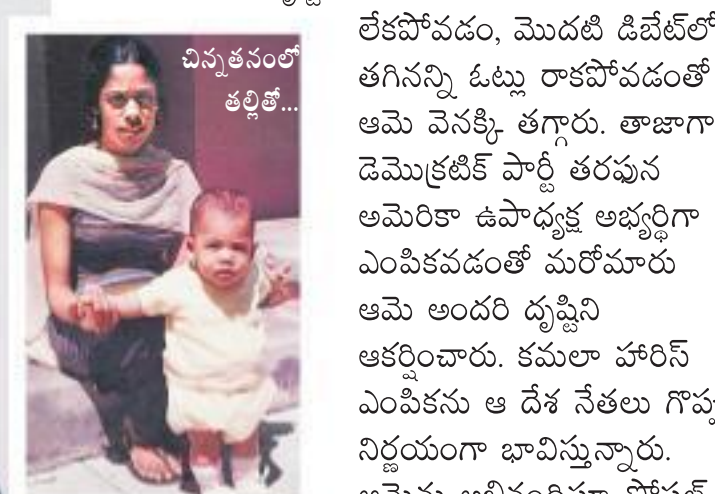 చిన్నతనంలో
తల్లితో...
లేకపోవడం, మొదటి డిబేట్‌లో
తగినన్ని ఓట్లు రాకపోవడంతో
ఆమె వెనక్కి తగ్గారు. తాజాగా
డెమొక్రటిక్ పార్టీ తరఫున
అమెరికా ఉపాధ్యక్ష అభ్యర్థిగా
ఎంపికవడంతో మరోమారు
ఆమె అందరి దృష్టిని
ఆకర్షించారు. కమలా హారిస్
ఎంపికను ఆ దేశ నేతలు
నిర్ణయంగా భావిస్తున్నారు.